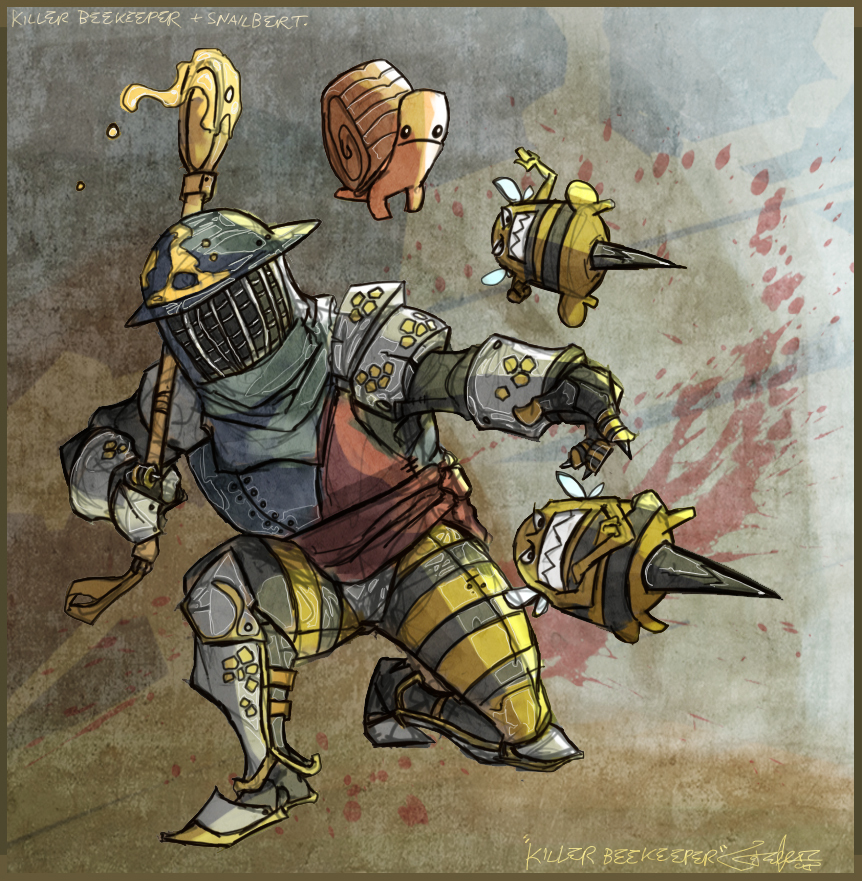 KILLER BEEKEEPER + SNAILBERT.
"KILLER BEEKEEPER"